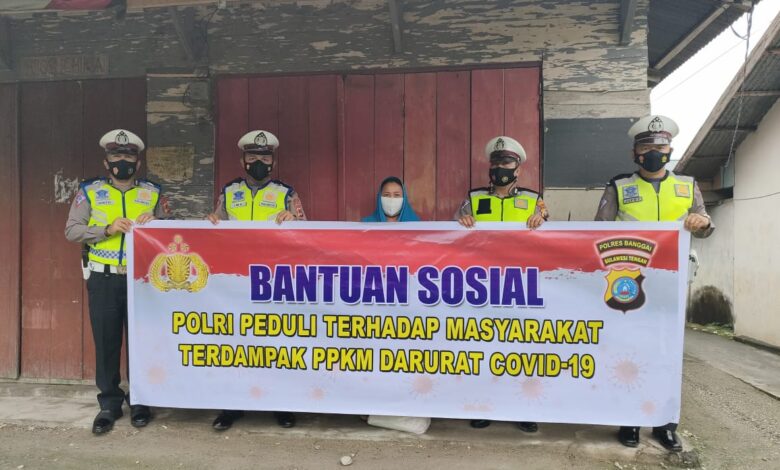 BANTUAN SOSIAL
POLRI PEDULI TERHADAP MASYARAKAT
TERDAMPAK PPKM DARURAT COVID-19
POLRES BANGGAI
SULAWESI TENGAH